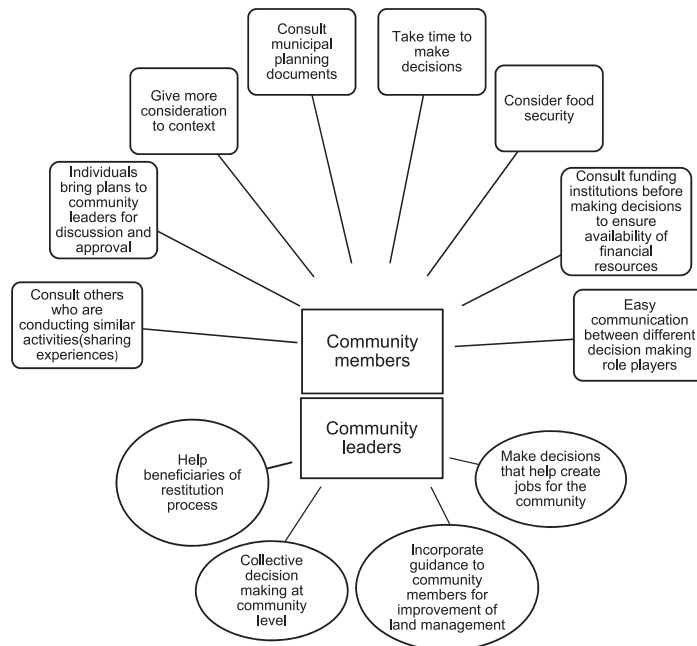 Consult
municipal
planning
documents
Take time to
make
decisions
Give more
consideration
to context
Consider food
security
Individuals
bring plans to
community
leaders for
discussion and
approval
Consult funding
institutions before
making decisions
to ensure
availability of
financial
resources
Consult others
who are
conducting similar
activities(sharing
experiences)
Easy
communication
between different
decision making
role players
Community
members
Community
leaders
Help
beneficiaries of
restitution
process
Make decisions
that help create
jobs for the
community
Collective
decision
making at
community
level
Incorporate
guidance to
community
members for
improvement of
land management